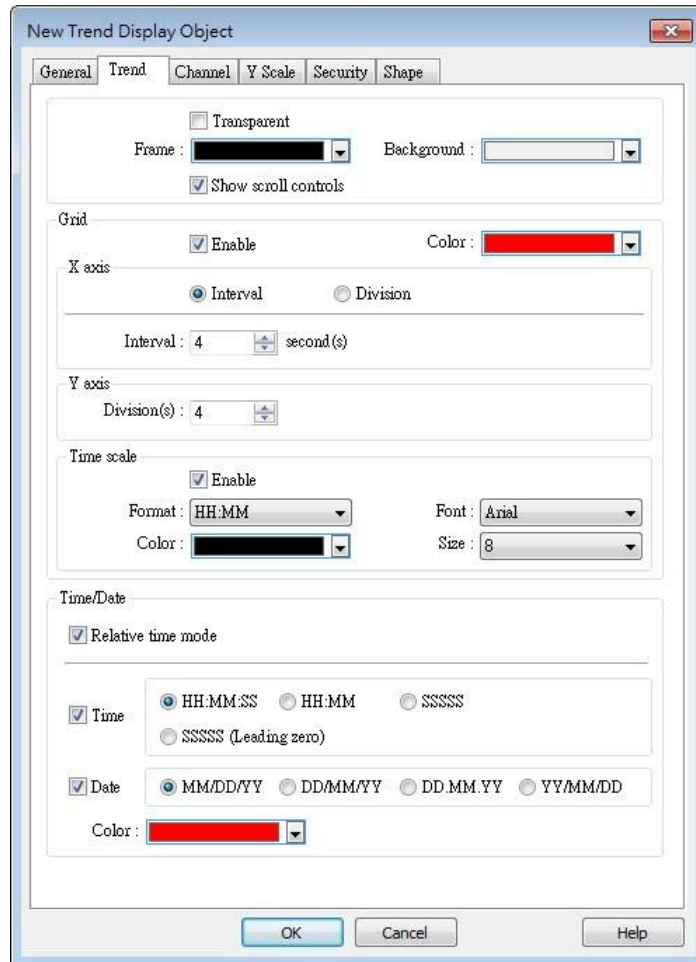 New Trend Display Object
General Trend Channel Y Scale Security Shape
Transparent
Frame : Background :
Show scroll controls
Grid
Enable Color :
X axis
Interval Division
Interval : 4 second(s)
Y axis
Division(s) : 4
Time scale
Enable
Format : HH:MM Font : Arial
Color : Size : 8
Time/Date
Relative time mode
Time HH:MM:SS HH:MM SSSSS
SSSSS (Leading zero)
Date MM/DD/YY DD/MM/YY DD.MM.YY YY/MM/DD
Color :
OK Cancel Help